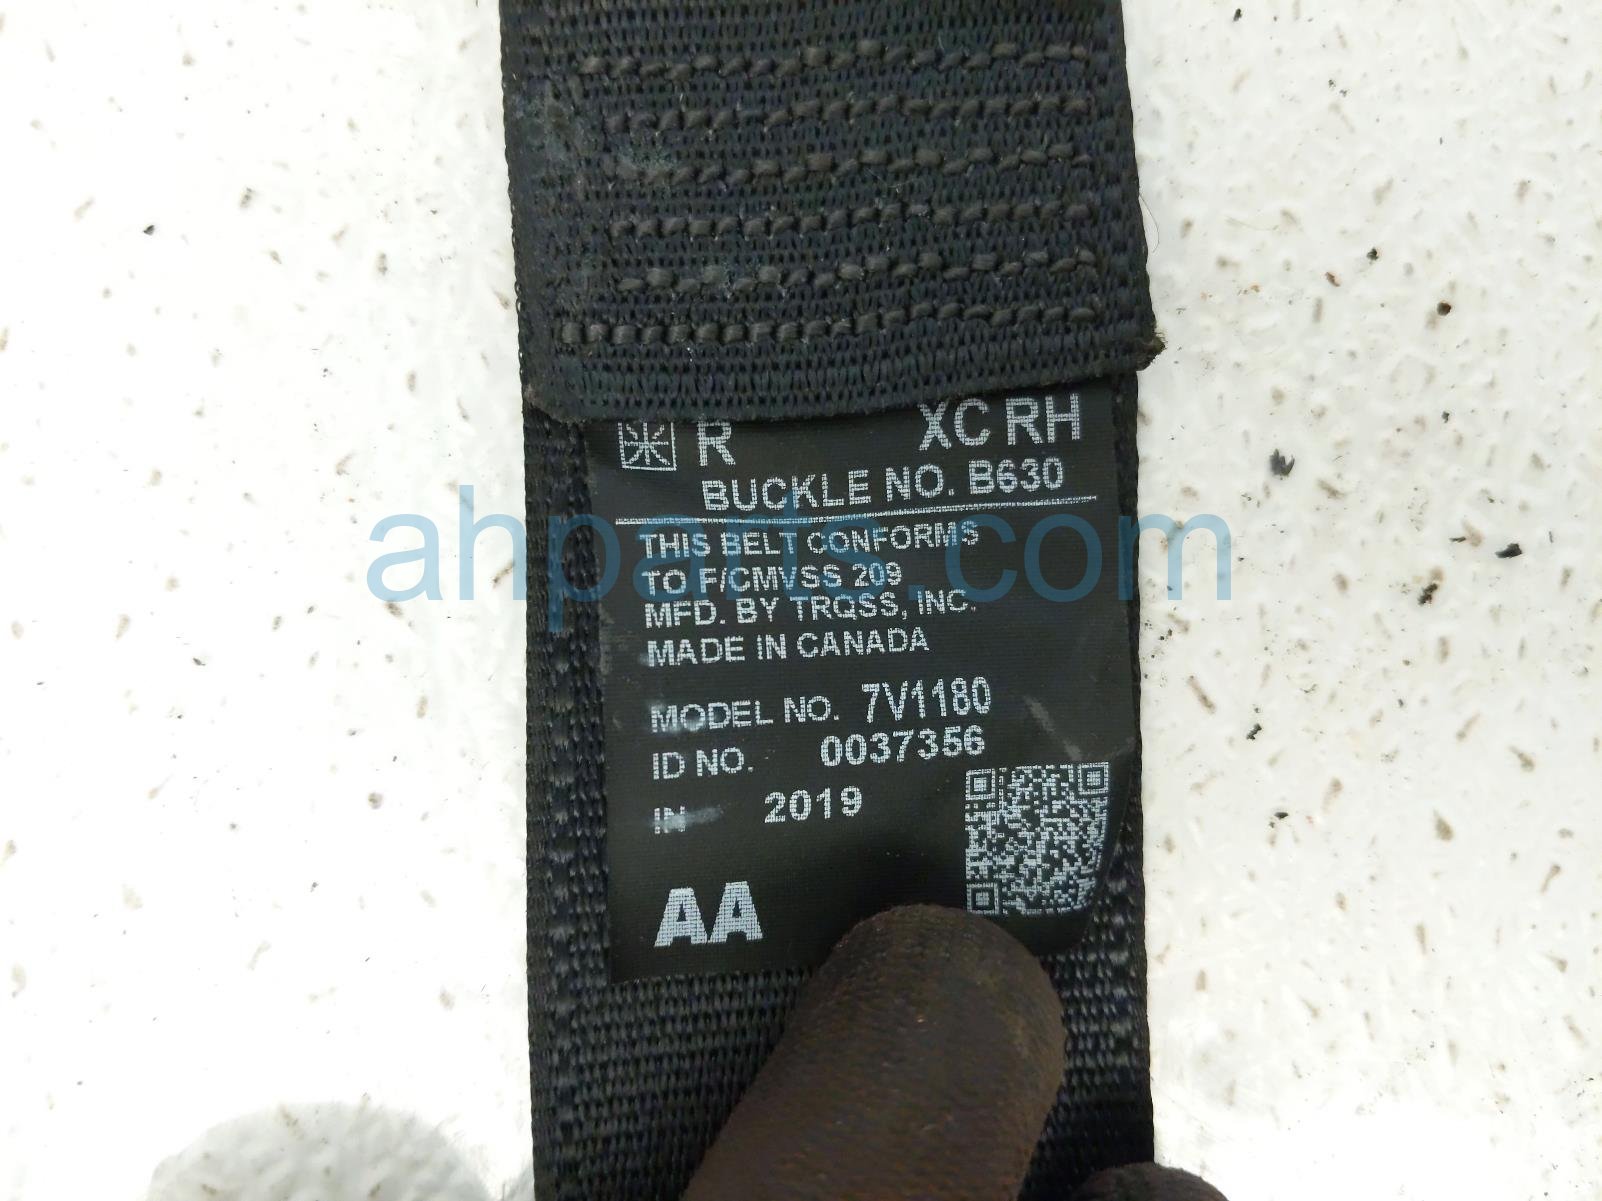 R XC RH
BUCKLE NO. B630
THIS BELT CONFORMS
TO F/CMVSS 209
MFD. BY TRQSS, INC.
MADE IN CANADA
MODEL NO. 7V1180
ID NO. 0037356
IN 2019
AA
ahparts.com